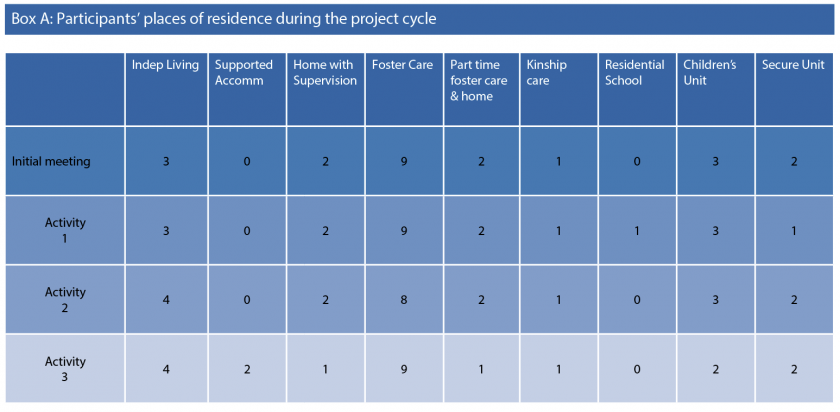 Box A: Participants' places of residence during the project cycle
Indep Living Supported Accomm Home with Supervision Foster Care Part time foster care & home Kinship care Residential School Children's Unit Secure Unit
Initial meeting 3 0 2 9 2 1 0 3 2
Activity 1 3 0 2 9 2 1 1 3 1
Activity 2 4 0 2 8 2 1 0 3 2
Activity 3 4 2 1 9 1 1 0 2 2